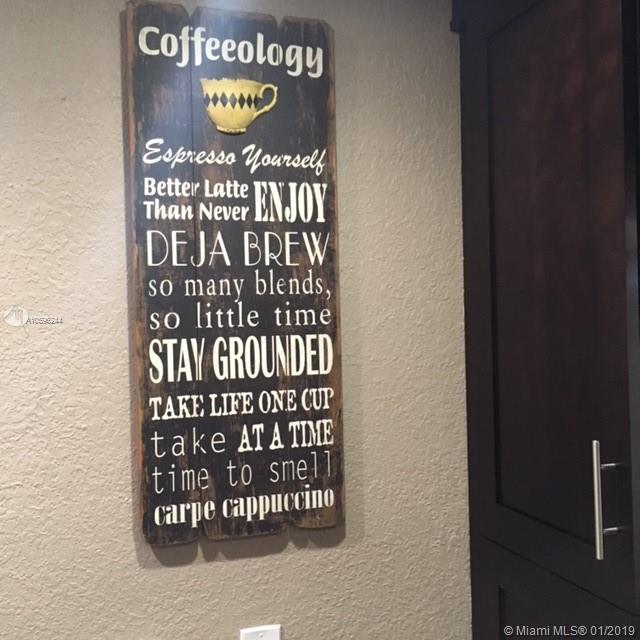 Coffeeology
Espresso Yourself
Better Latte
Than Never ENJOY
DEJA BREW
so many blends,
so little time
STAY GROUNDED
TAKE LIFE ONE CUP
take AT A TIME
time to smell
carpe cappuccino
A10596244
© Miami MLS® 01/2019